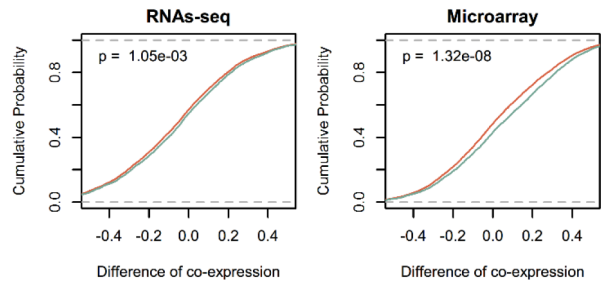 RNAs-seq
p = 1.05e-03
Cumulative Probability
0.0
0.4
0.8
-0.4 -0.2 0.0 0.2 0.4
Difference of co-expression
Microarray
p = 1.32e-08
Cumulative Probability
0.0
0.4
0.8
-0.4 -0.2 0.0 0.2 0.4
Difference of co-expression